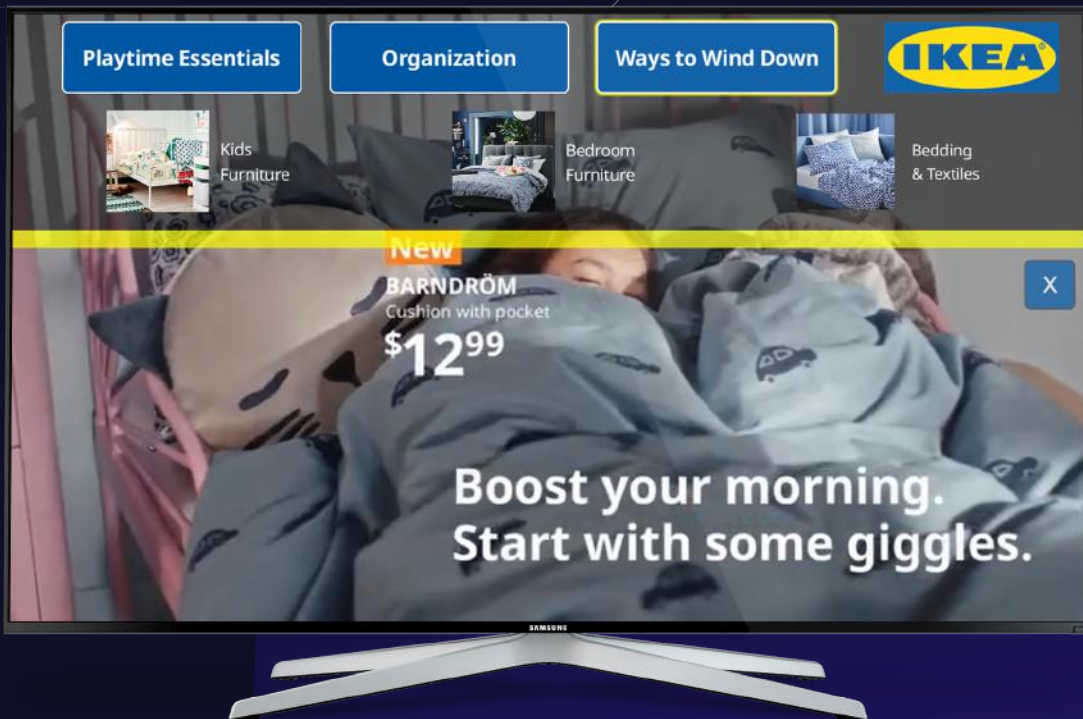 Playtime Essentials
Organization
Ways to Wind Down
IKEA
Kids
Furniture
Bedroom
Furniture
Bedding
& Textiles
New
BARNDRÖM
Cushion with pocket
$12 99
X
Boost your morning.
Start with some giggles.
SAMSUNG